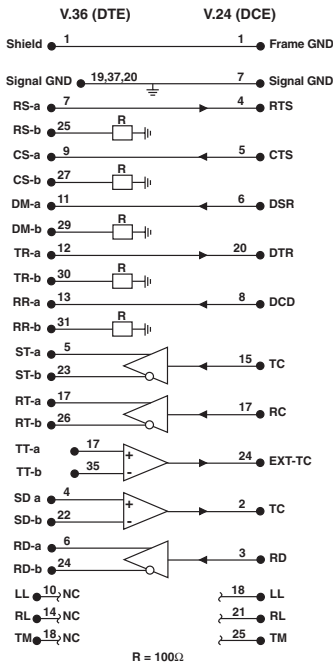 V.36 (DTE) V.24 (DCE)
Shield 1 1 Frame GND
Signal GND 19,37,20 7 Signal GND
RS-a 7 4 RTS
RS-b 25 R
CS-a 9 5 CTS
CS-b 27 R
DM-a 11 6 DSR
DM-b 29 R
TR-a 12 20 DTR
TR-b 30 R
RR-a 13 8 DCD
RR-b 31 R
ST-a 5 15 TC
ST-b 23
RT-a 17 17 RC
RT-b 26
TT-a 17 + 24 EXT-TC
TT-b 35 -
SD a 4 + 2 TC
SD-b 22 -
RD-a 6 3 RD
RD-b 24
LL 10 NC 18 LL
RL 14 NC 21 RL
TM 18 NC 25 TM
R = 100Ω